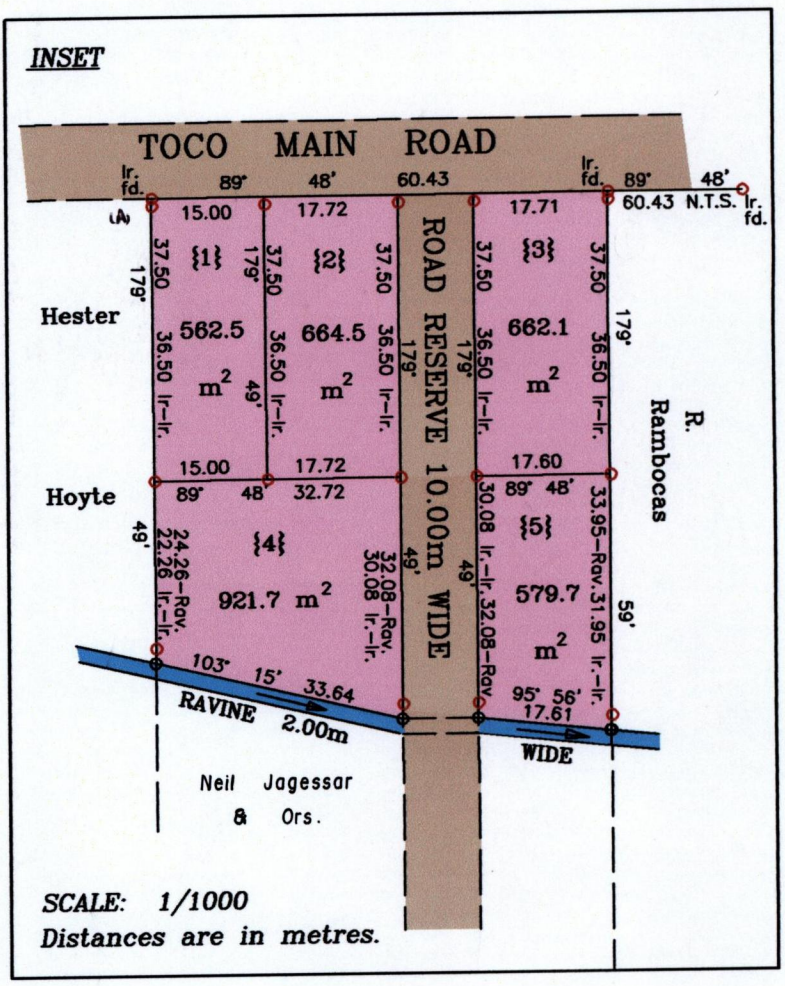 INSET
TOCO MAIN ROAD
Ir. fd.
89° 48' 60.43
Ir. fd.
89° 48'
60.43 N.T.S. Ir. fd.
(A)
15.00
17.72
17.71
{1}
{2}
{3}
37.50
179°
37.50
179°
37.50
37.50
37.50
179°
Hester
562.5 m²
664.5 m²
662.1 m²
36.50 Ir-Ir.
49'
36.50 Ir-Ir.
36.50 Ir-Ir.
179°
179°
36.50 Ir-Ir.
36.50 Ir-Ir.
ROAD RESERVE 10.00m WIDE
R. Rambocas
15.00
17.72
17.60
Hoyte
89° 48' 32.72
89° 48'
{4}
{5}
49'
24.26-Rav.
22.26 Ir.-Ir.
921.7 m²
32.08-Rav.
30.08 Ir.-Ir.
49'
49'
30.08 Ir.-Ir. 32.08-Rav
579.7 m²
33.95-Rav. 31.95 Ir.-Ir.
59'
103° 15' 33.64
95° 56'
17.61
RAVINE 2.00m WIDE
Neil Jagessar
& Ors.
SCALE: 1/1000
Distances are in metres.